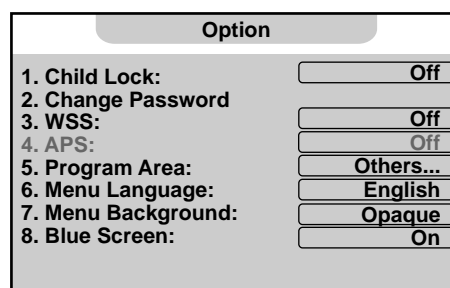 Option
1. Child Lock: Off
2. Change Password
3. WSS: Off
4. APS: Off
5. Program Area: Others...
6. Menu Language: English
7. Menu Background: Opaque
8. Blue Screen: On